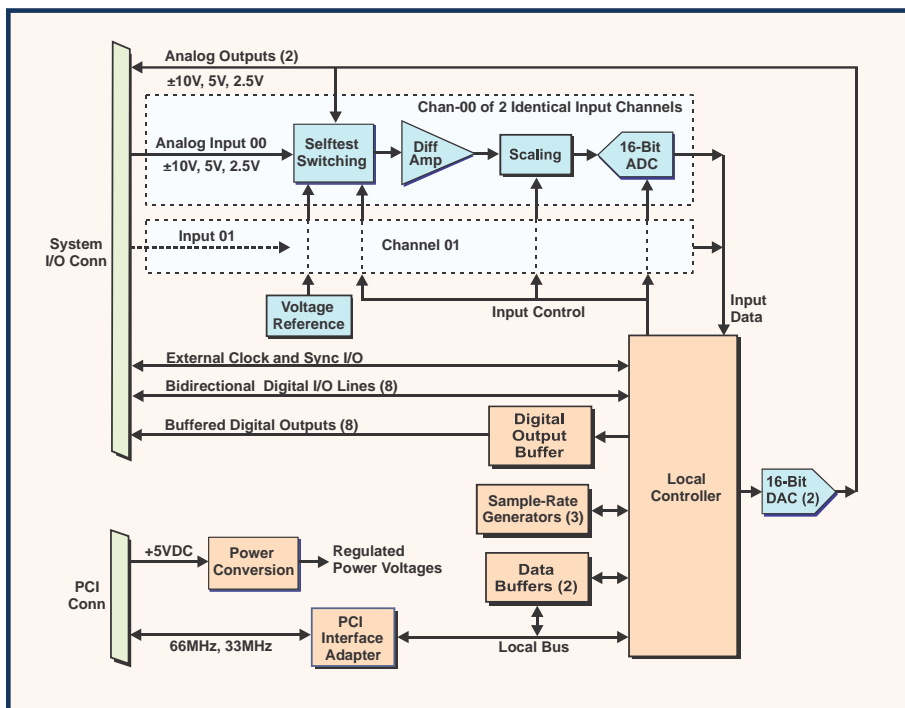 Analog Outputs (2)
±10V, 5V, 2.5V
Chan-00 of 2 Identical Input Channels
Analog Input 00
±10V, 5V, 2.5V
Selftest
Switching
Diff
Amp
Scaling
16-Bit
ADC
Input 01
Channel 01
System
I/O Conn
Voltage
Reference
Input Control
Input
Data
External Clock and Sync I/O
Bidirectional Digital I/O Lines (8)
Buffered Digital Outputs (8)
Digital
Output
Buffer
Local
Controller
16-Bit
DAC (2)
Sample-Rate
Generators (3)
+5VDC
Power
Conversion
Regulated
Power Voltages
Data
Buffers (2)
PCI
Conn
66MHz, 33MHz
PCI
Interface
Adapter
Local Bus